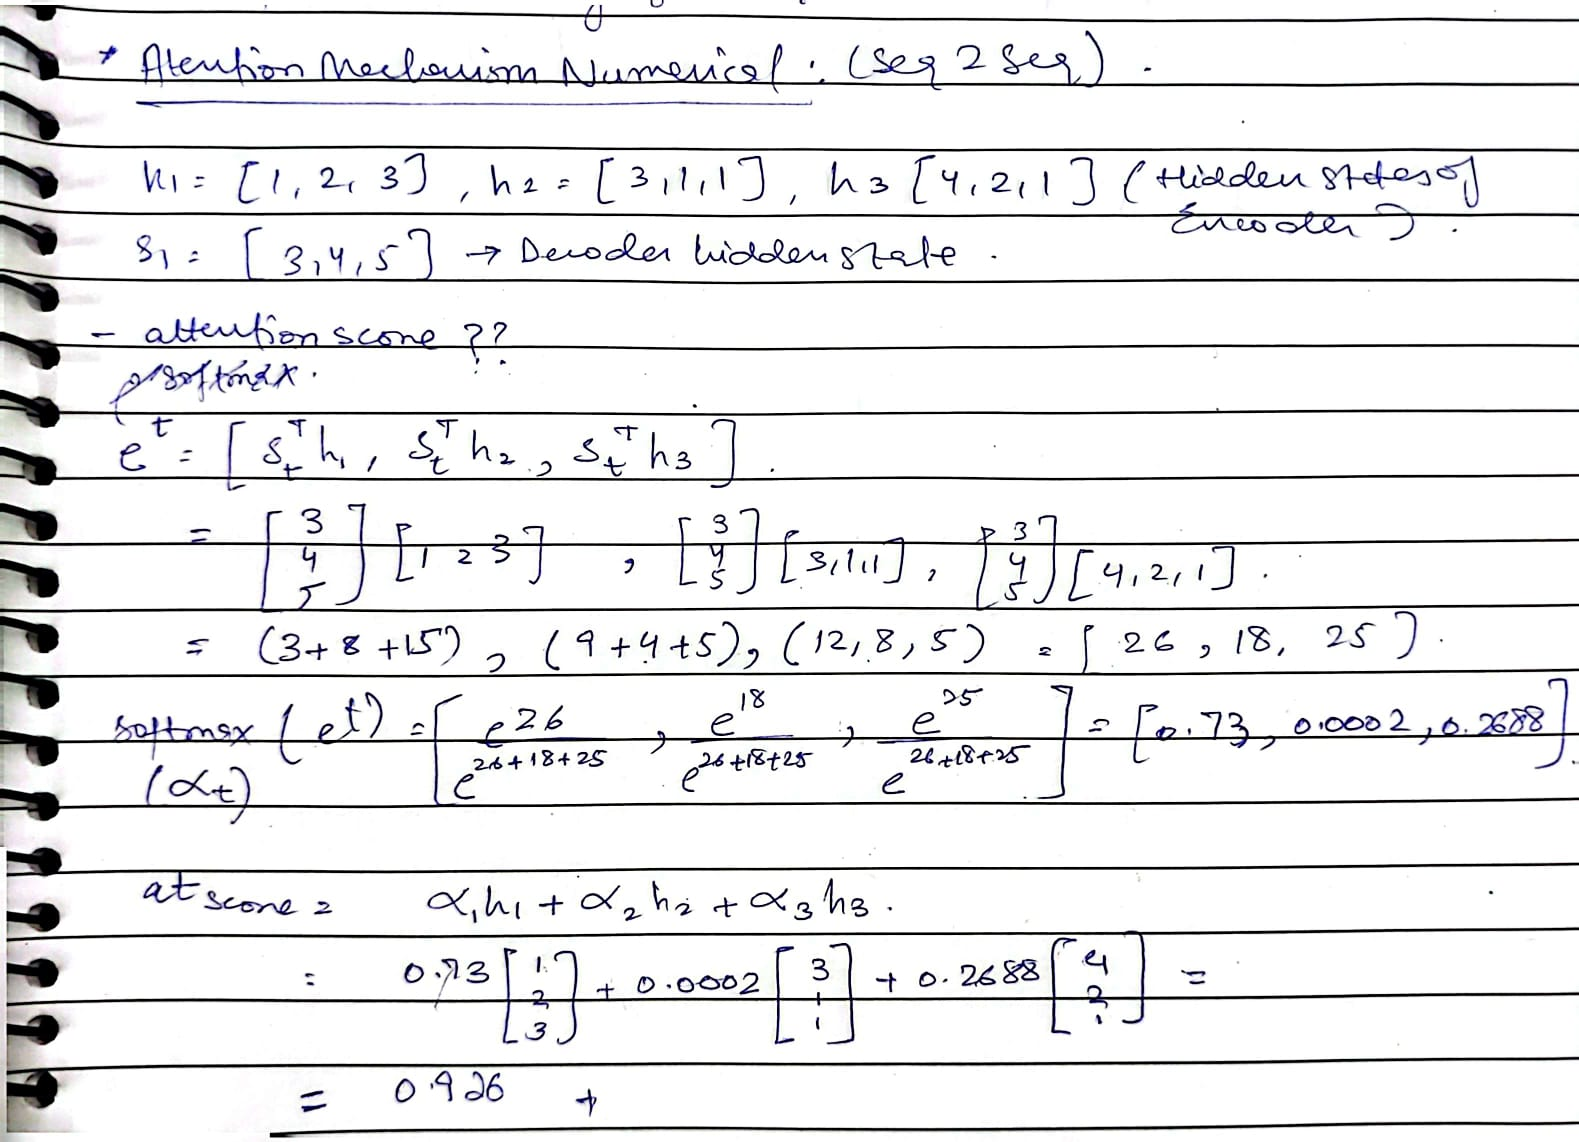 * Atention Mechanism Numerical : (Seq 2 Seq) .
h1 = [1, 2, 3] , h2 = [3,1,1], h3 [4,2,1] (Hidden states of Encoder) .
S1 = [3,4,5] → Decoder hidden state .
- attention score ??
softmax .
e^t = [ S_t^T h1 , S_t^T h2 , S_t^T h3 ] .
= [3 4 5] [1 2 3] , [3 4 5] [3,1,1] , [3 4 5] [4,2,1] .
= (3+8+15) , (9+4+5), (12,8,5) = [26, 18, 25] .
softmax (et) = [ e^26 / e^26+18+25 , e^18 / e^26+18+25 , e^25 / e^26+18+25 ] = [0.73, 0.0002, 0.2688]
(αt)
at score = α1h1 + α2h2 + α3h3 .
= 0.73 [1 2 3] + 0.0002 [3 1 1] + 0.2688 [4 2 1] =
= 0.926 +